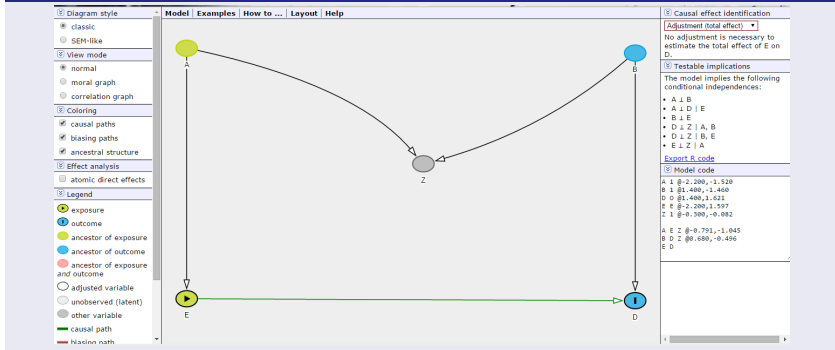 Diagram style
classic
SEM-like
View mode
normal
moral graph
correlation graph
Coloring
causal paths
biasing paths
ancestral structure
Effect analysis
atomic direct effects
Legend
exposure
outcome
ancestor of exposure
ancestor of outcome
ancestor of exposure
and outcome
adjusted variable
unobserved (latent)
other variable
causal path
biasing path
Model | Examples | How to ... | Layout | Help
A
B
Z
E
D
Causal effect identification
Adjustment (total effect)
No adjustment is necessary to
estimate the total effect of E on
D.
Testable implications
The model implies the following
conditional independences:
• A ⊥ B
• A ⊥ D | E
• B ⊥ E
• D ⊥ Z | A, B
• D ⊥ Z | B, E
• E ⊥ Z | A
Export R code
Model code
A 1 @-2.200,-1.520
B 1 @1.400,-1.460
D O @1.400,1.621
E E @-2.200,1.597
Z 1 @-0.300,-0.082
A E Z @-0.791,-1.045
B D Z @0.680,-0.496
E D